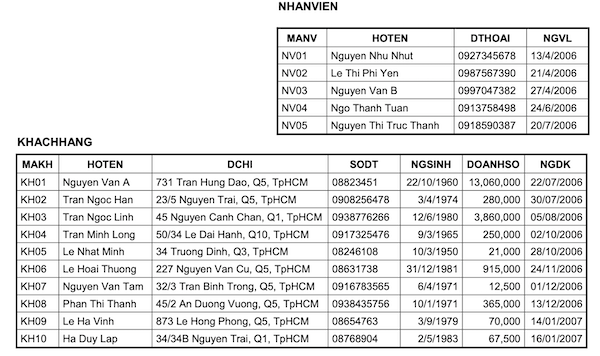 NHANVIEN
MANV HOTEN DTHOAI NGVL
NV01 Nguyen Nhu Nhut 0927345678 13/4/2006
NV02 Le Thi Phi Yen 0987567390 21/4/2006
NV03 Nguyen Van B 0997047382 27/4/2006
NV04 Ngo Thanh Tuan 0913758498 24/6/2006
NV05 Nguyen Thi Truc Thanh 0918590387 20/7/2006
KHACHHANG
MAKH HOTEN DCHI SODT NGSINH DOANHSO NGDK
KH01 Nguyen Van A 731 Tran Hung Dao, Q5, TpHCM 08823451 22/10/1960 13,060,000 22/07/2006
KH02 Tran Ngoc Han 23/5 Nguyen Trai, Q5, TpHCM 0908256478 3/4/1974 280,000 30/07/2006
KH03 Tran Ngoc Linh 45 Nguyen Canh Chan, Q1, TpHCM 0938776266 12/6/1980 3,860,000 05/08/2006
KH04 Tran Minh Long 50/34 Le Dai Hanh, Q10, TpHCM 0917325476 9/3/1965 250,000 02/10/2006
KH05 Le Nhat Minh 34 Truong Dinh, Q3, TpHCM 08246108 10/3/1950 21,000 28/10/2006
KH06 Le Hoai Thuong 227 Nguyen Van Cu, Q5, TpHCM 08631738 31/12/1981 915,000 24/11/2006
KH07 Nguyen Van Tam 32/3 Tran Binh Trong, Q5, TpHCM 0916783565 6/4/1971 12,500 01/12/2006
KH08 Phan Thi Thanh 45/2 An Duong Vuong, Q5, TpHCM 0938435756 10/1/1971 365,000 13/12/2006
KH09 Le Ha Vinh 873 Le Hong Phong, Q5, TpHCM 08654763 3/9/1979 70,000 14/01/2007
KH10 Ha Duy Lap 34/34B Nguyen Trai, Q1, TpHCM 08768904 2/5/1983 67,500 16/01/2007